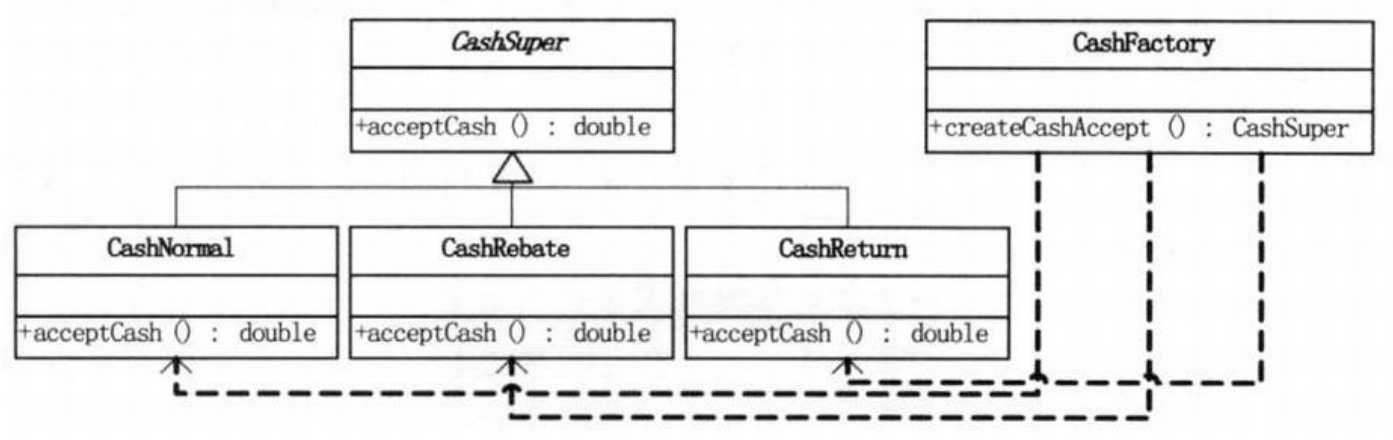 CashSuper
+acceptCash () : double
CashFactory
+createCashAccept () : CashSuper
CashNormal
+acceptCash () : double
CashRebate
+acceptCash () : double
CashReturn
+acceptCash () : double